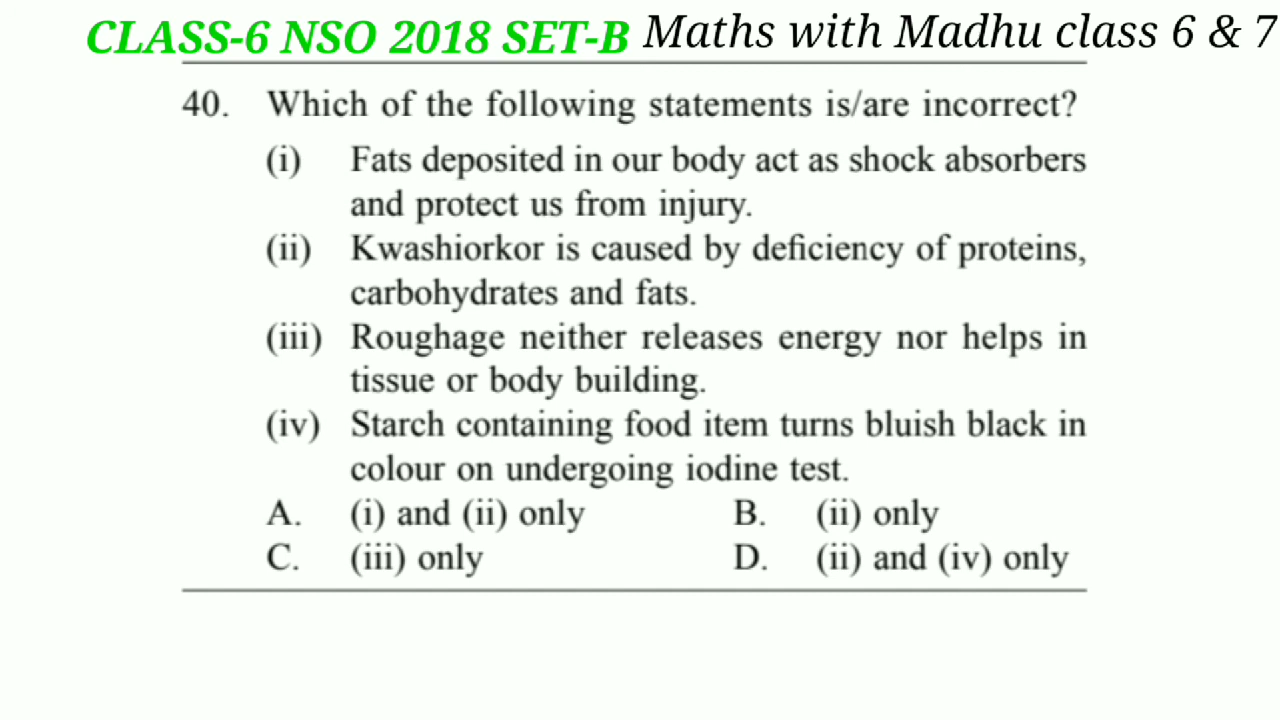 CLASS-6 NSO 2018 SET-B Maths with Madhu class 6 & 7
40. Which of the following statements is/are incorrect?
(i) Fats deposited in our body act as shock absorbers
and protect us from injury.
(ii) Kwashiorkor is caused by deficiency of proteins,
carbohydrates and fats.
(iii) Roughage neither releases energy nor helps in
tissue or body building.
(iv) Starch containing food item turns bluish black in
colour on undergoing iodine test.
A. (i) and (ii) only B. (ii) only
C. (iii) only D. (ii) and (iv) only